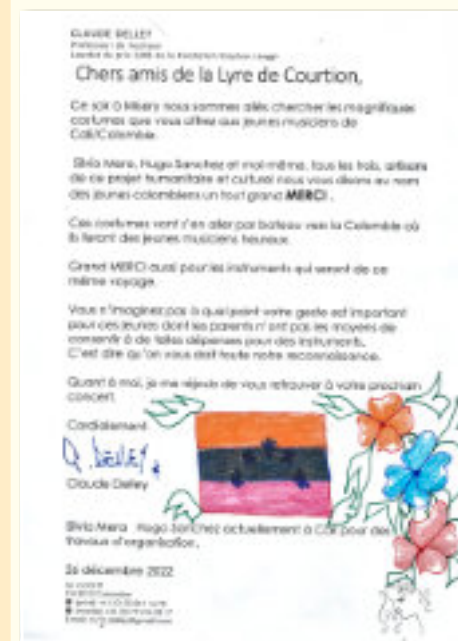 CLAUDE DELLEY
Professeur de musique
Chers amis de la Lyre de Courtion,
Ce soir à Misery nous sommes allés chercher les magnifiques
costumes que vous offrez aux jeunes musiciens de
Cali/Colombie.
Silvio Mera, Hugo Sanchez et moi-même, tous les trois, artisans
de ce projet humanitaire et culturel nous vous disons au nom
des jeunes colombiens un tout grand MERCI .
Ces costumes vont s'en aller par bateau vers la Colombie où
ils feront des jeunes musiciens heureux.
Grand MERCI aussi pour les instruments qui seront de ce
même voyage.
Vous n'imaginez pas à quel point votre geste est important
pour ces jeunes dont les parents n'ont pas les moyens de
consentir à de telles dépenses pour des instruments.
C'est dire qu'on vous doit toute notre reconnaissance.
Quant à moi, je me réjouis de vous retrouver à votre prochain
concert.
Cordialement
Claude Delley
Silvio Mera Hugo Sanchez actuellement à Cali pour des
travaux d'organisation.
26 décembre 2022